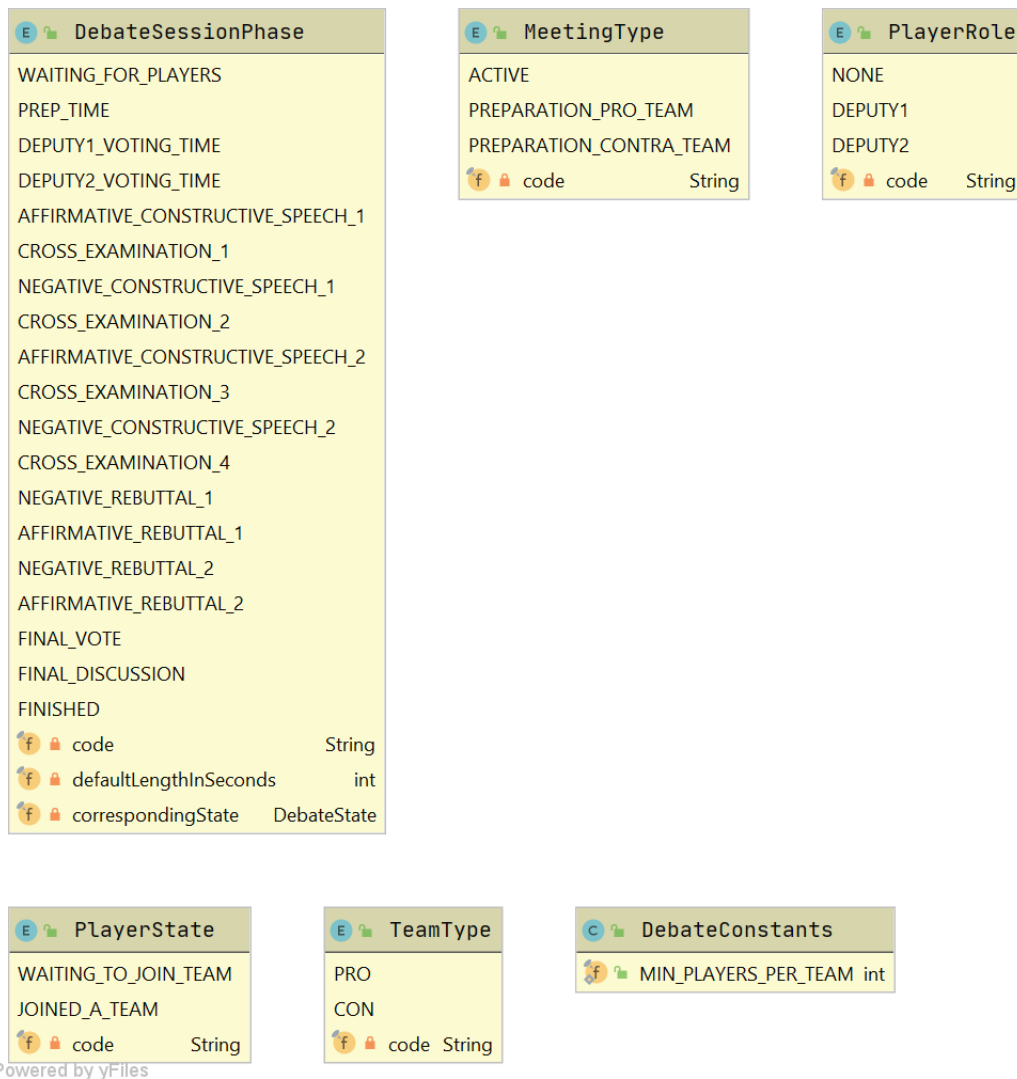 E DebateSessionPhase
WAITING_FOR_PLAYERS
PREP_TIME
DEPUTY1_VOTING_TIME
DEPUTY2_VOTING_TIME
AFFIRMATIVE_CONSTRUCTIVE_SPEECH_1
CROSS_EXAMINATION_1
NEGATIVE_CONSTRUCTIVE_SPEECH_1
CROSS_EXAMINATION_2
AFFIRMATIVE_CONSTRUCTIVE_SPEECH_2
CROSS_EXAMINATION_3
NEGATIVE_CONSTRUCTIVE_SPEECH_2
CROSS_EXAMINATION_4
NEGATIVE_REBUTTAL_1
AFFIRMATIVE_REBUTTAL_1
NEGATIVE_REBUTTAL_2
AFFIRMATIVE_REBUTTAL_2
FINAL_VOTE
FINAL_DISCUSSION
FINISHED
f code String
f defaultLengthInSeconds int
f correspondingState DebateState
E MeetingType
ACTIVE
PREPARATION_PRO_TEAM
PREPARATION_CONTRA_TEAM
f code String
E PlayerRole
NONE
DEPUTY1
DEPUTY2
f code String
E PlayerState
WAITING_TO_JOIN_TEAM
JOINED_A_TEAM
f code String
E TeamType
PRO
CON
f code String
C DebateConstants
f MIN_PLAYERS_PER_TEAM int
Powered by yFiles